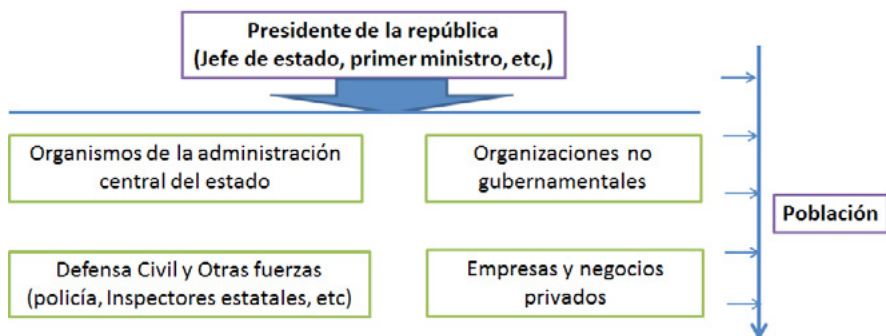 Presidente de la república
(Jefe de estado, primer ministro, etc,)
Organismos de la administración
central del estado
Organizaciones no
gubernamentales
Población
Defensa Civil y Otras fuerzas
(policía, Inspectores estatales, etc)
Empresas y negocios
privados